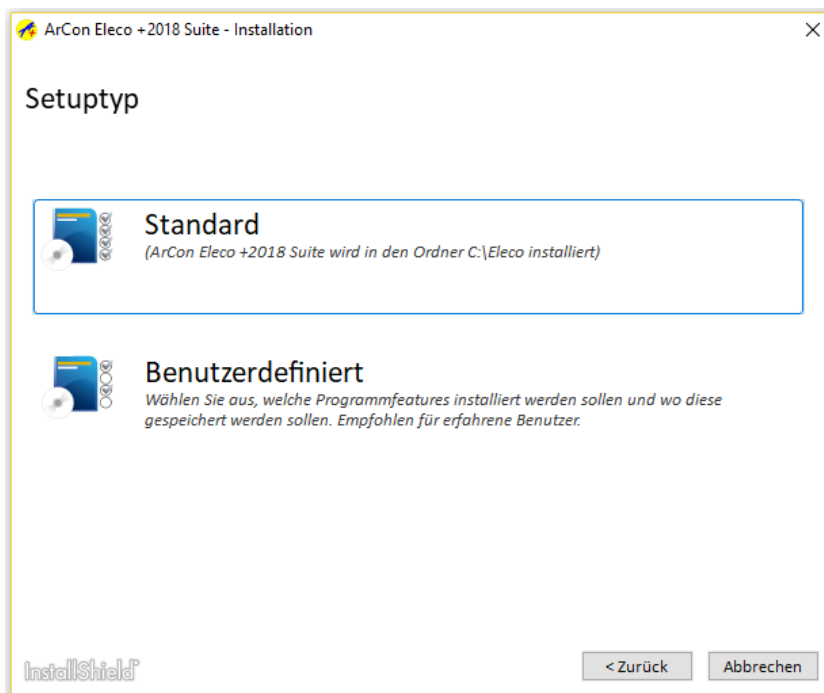 ArCon Eleco +2018 Suite - Installation
Setuptyp
Standard
(ArCon Eleco +2018 Suite wird in den Ordner C:\Eleco installiert)
Benutzerdefiniert
Wählen Sie aus, welche Programmfeatures installiert werden sollen und wo diese
gespeichert werden sollen. Empfohlen für erfahrene Benutzer.
InstallShield®
< Zurück
Abbrechen